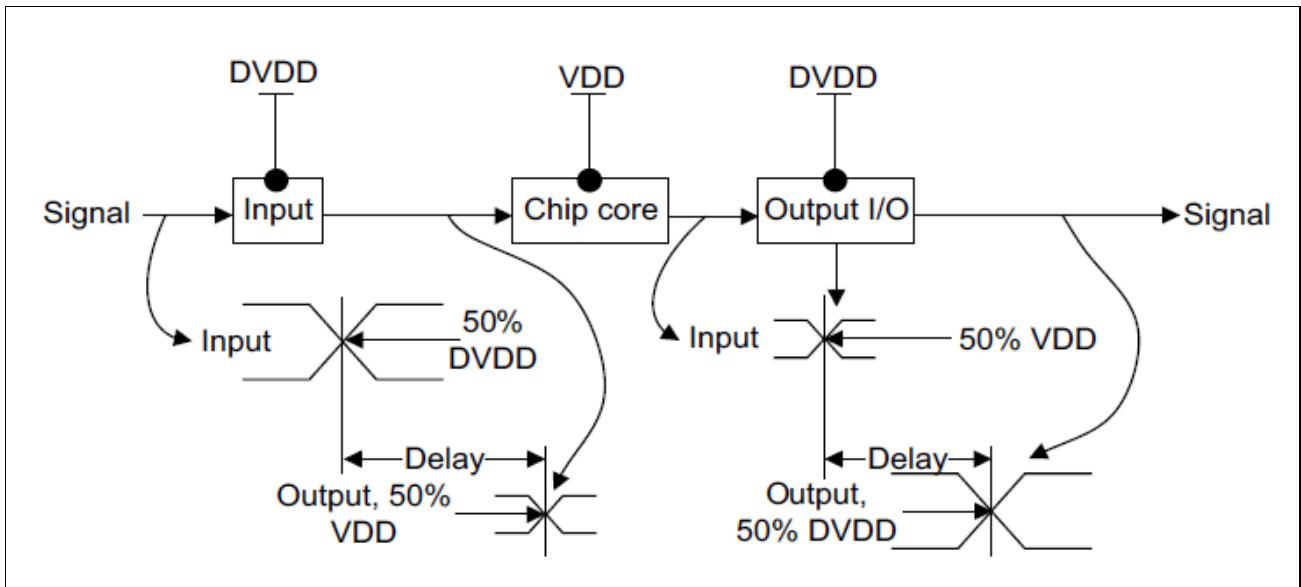 DVDD
VDD
DVDD
Signal
Input
Chip core
Output I/O
Signal
Input
50%
DVDD
Input
50% VDD
Delay
Output, 50%
VDD
Delay
Output,
50% DVDD